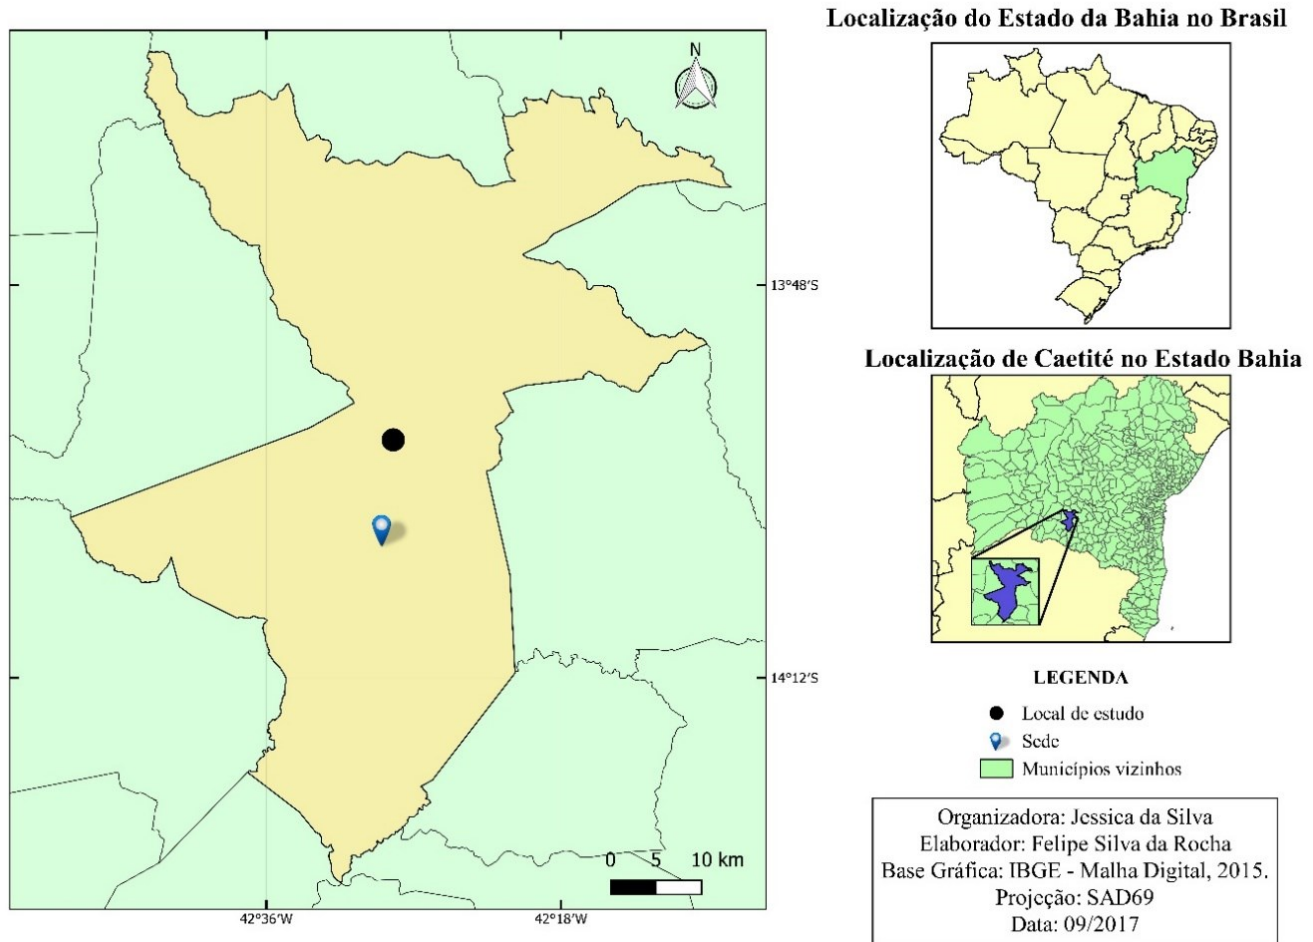 Localização do Estado da Bahia no Brasil
N
13°48'S
Localização de Caetité no Estado Bahia
14°12'S
LEGENDA
Local de estudo
Sede
Municípios vizinhos
0 5 10 km
42°36'W 42°18'W
Organizadora: Jessica da Silva
Elaborador: Felipe Silva da Rocha
Base Gráfica: IBGE - Malha Digital, 2015.
Projeção: SAD69
Data: 09/2017